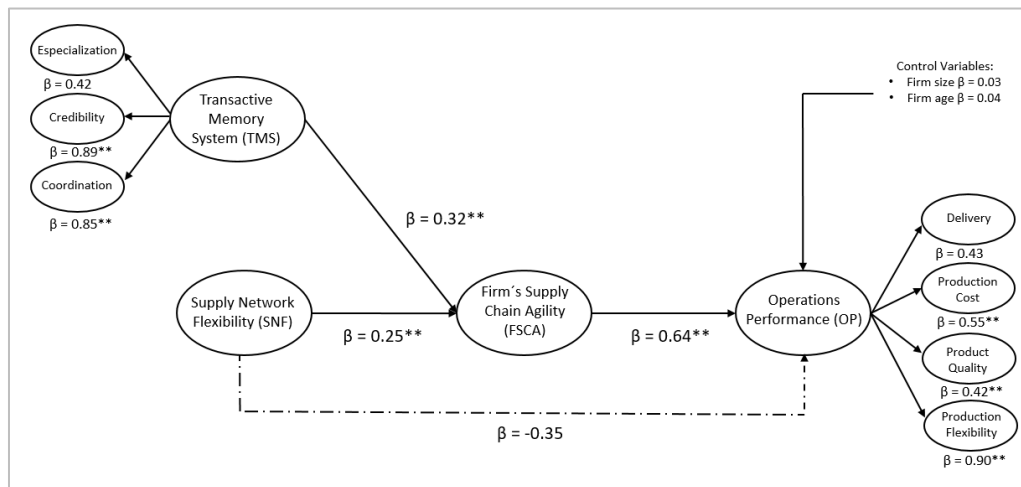 Especialization
β = 0.42
Credibility
β = 0.89**
Coordination
β = 0.85**
Transactive
Memory
System (TMS)
Control Variables:
• Firm size β = 0.03
• Firm age β = 0.04
β = 0.32**
Supply Network
Flexibility (SNF)
β = 0.25**
Firm´s Supply
Chain Agility
(FSCA)
β = 0.64**
Operations
Performance (OP)
β = -0.35
Delivery
β = 0.43
Production
Cost
β = 0.55**
Product
Quality
β = 0.42**
Production
Flexibility
β = 0.90**